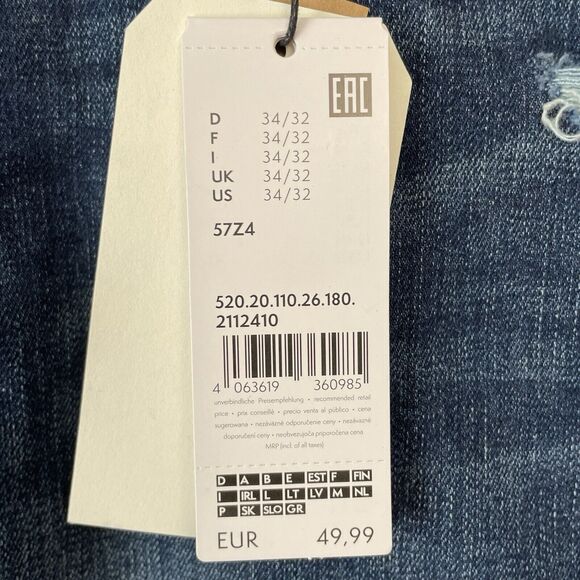 EAC
D 34/32
F 34/32
I 34/32
UK 34/32
US 34/32
57Z4
520.20.110.26.180.
2112410
4 063619 360985
unverbindliche Preisempfehlung • recommended retail
price • prix conseillé • precio venta al público • cena
sugerowana • nezávázné odporučenie ceny • nezávazné
doporučení ceny • neobvezujoča priporočena cena
MRP (incl. of all taxes)
D A B E EST F FIN
I IRL L LT LV M NL
P SK SLO GR
EUR 49,99